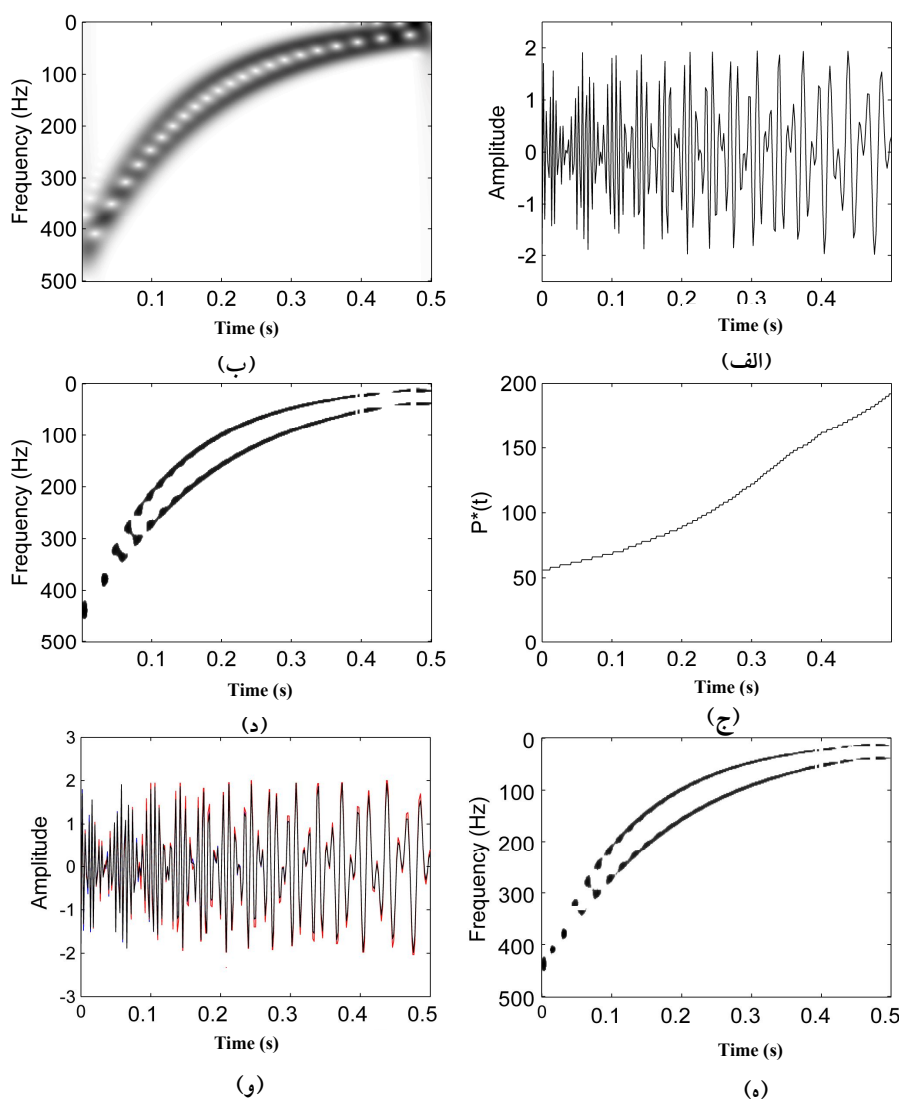 0
100
200
300
400
500
Frequency (Hz)
0.1 0.2 0.3 0.4 0.5
Time (s)
(ب)
2
1
0
-1
-2
Amplitude
0 0.1 0.2 0.3 0.4
Time (s)
(الف)
0
100
200
300
400
500
Frequency (Hz)
0.1 0.2 0.3 0.4 0.5
Time (s)
(د)
200
150
100
50
0
P*(t)
0 0.1 0.2 0.3 0.4
Time (s)
(ج)
3
2
1
0
-1
-2
-3
Amplitude
0 0.1 0.2 0.3 0.4 0.5
Time (s)
(و)
0
100
200
300
400
500
Frequency (Hz)
0.1 0.2 0.3 0.4 0.5
Time (s)
(ه)